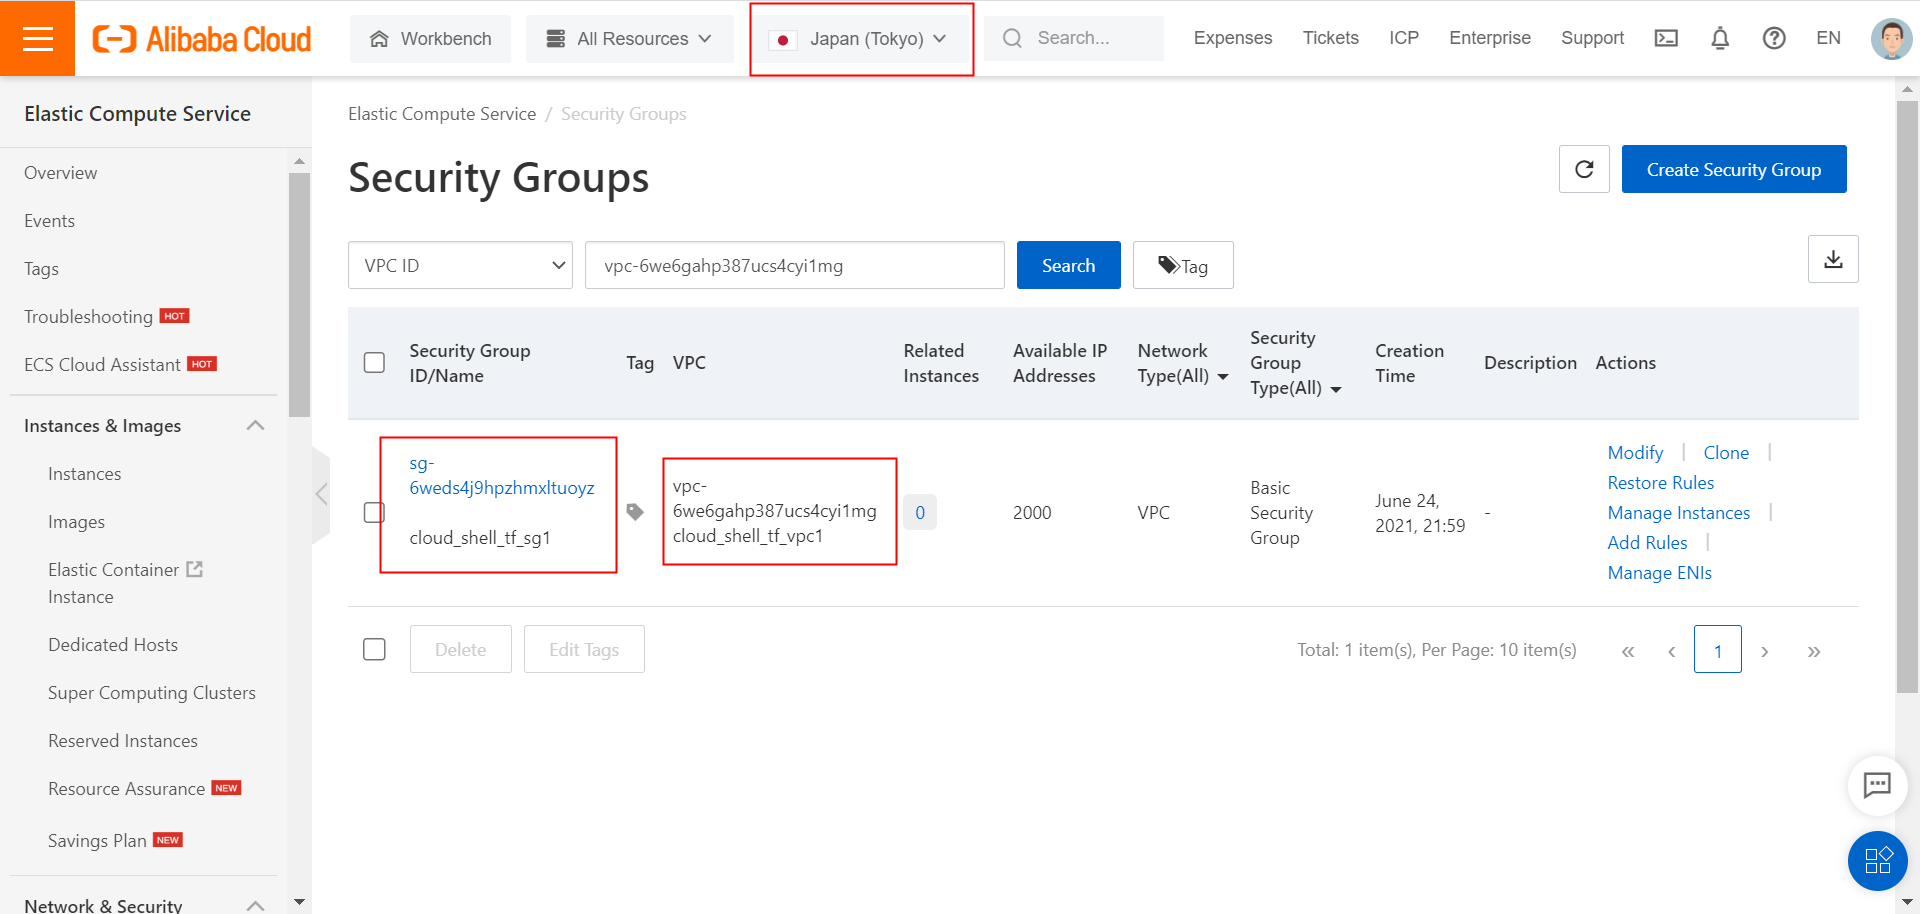 Alibaba Cloud
Workbench
All Resources
Japan (Tokyo)
Search...
Expenses
Tickets
ICP
Enterprise
Support
EN
Elastic Compute Service
Overview
Events
Tags
Troubleshooting HOT
ECS Cloud Assistant HOT
Instances & Images
Instances
Images
Elastic Container
Instance
Dedicated Hosts
Super Computing Clusters
Reserved Instances
Resource Assurance NEW
Savings Plan NEW
Network & Security
Elastic Compute Service / Security Groups
Security Groups
Create Security Group
VPC ID
vpc-6we6gahp387ucs4cyi1mg
Search
Tag
Security Group
ID/Name
Tag
VPC
Related
Instances
Available IP
Addresses
Network
Type(All)
Security
Group
Type(All)
Creation
Time
Description
Actions
sg-
6weds4j9hpzhmxltuoyz
cloud_shell_tf_sg1
vpc-
6we6gahp387ucs4cyi1mg
cloud_shell_tf_vpc1
0
2000
VPC
Basic
Security
Group
June 24,
2021, 21:59
-
Modify | Clone |
Restore Rules
Manage Instances |
Add Rules |
Manage ENIs
Delete
Edit Tags
Total: 1 item(s), Per Page: 10 item(s)
« ‹ 1 › »